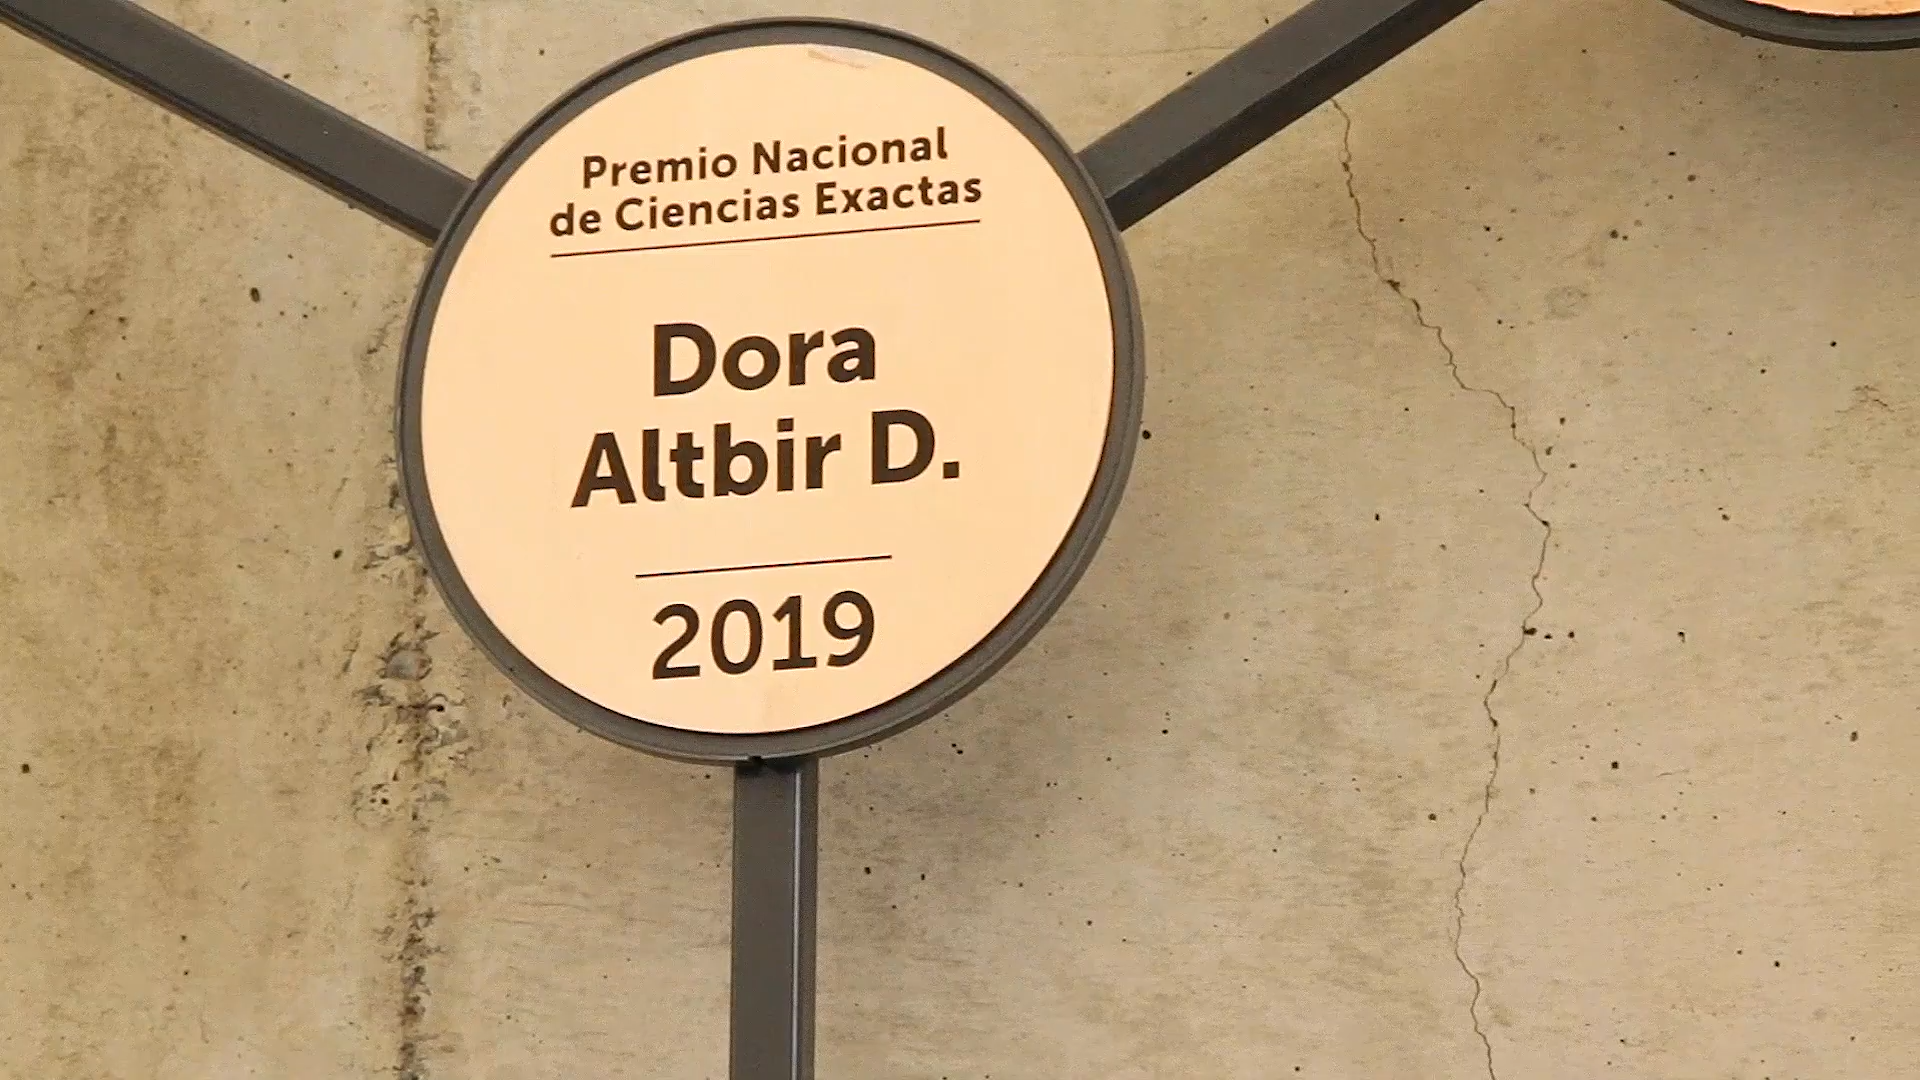 Premio Nacional
de Ciencias Exactas
Dora
Altbir D.
2019